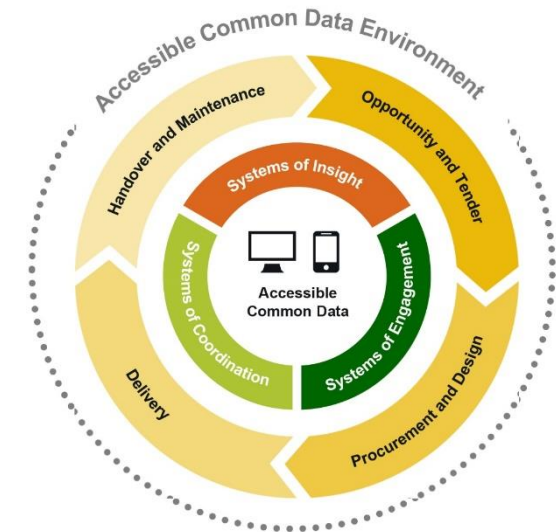 Accessible Common Data Environment
Opportunity and Tender
Procurement and Design
Delivery
Handover and Maintenance
Systems of Insight
Systems of Engagement
Systems of Coordination
Accessible
Common Data